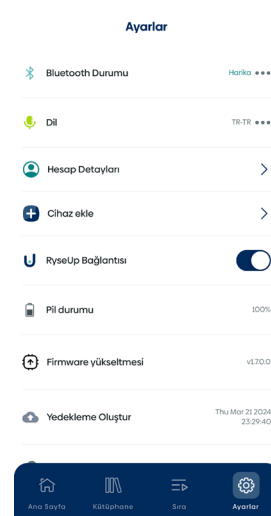 Ayarlar
Bluetooth Durumu Harika
Dil TR-TR
Hesap Detayları
Cihaz ekle
RyseUp Bağlantısı
Pil durumu 100%
Firmware yükseltmesi v1.7.0.0
Yedekleme Oluştur Thu Mar 21 2024
23:29:40
Ana Sayfa Kütüphane Sıra Ayarlar